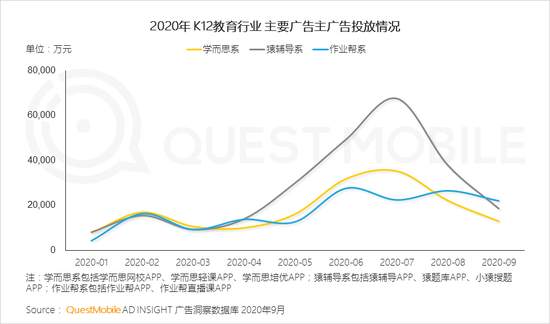 2020年 K12教育行业 主要广告主广告投放情况
单位：万元
学而思系 猿辅导系 作业帮系
80,000
60,000
40,000
20,000
0
QUEST MOBILE
2020-01 2020-02 2020-03 2020-04 2020-05 2020-06 2020-07 2020-08 2020-09
注：学而思系包括学而思网校APP、学而思轻课APP、学而思培优APP；猿辅导系包括猿辅导APP、猿题库APP、小猿搜题
APP；作业帮系包括作业帮APP、作业帮直播课APP
Source： QuestMobile AD INSIGHT 广告洞察数据库 2020年9月